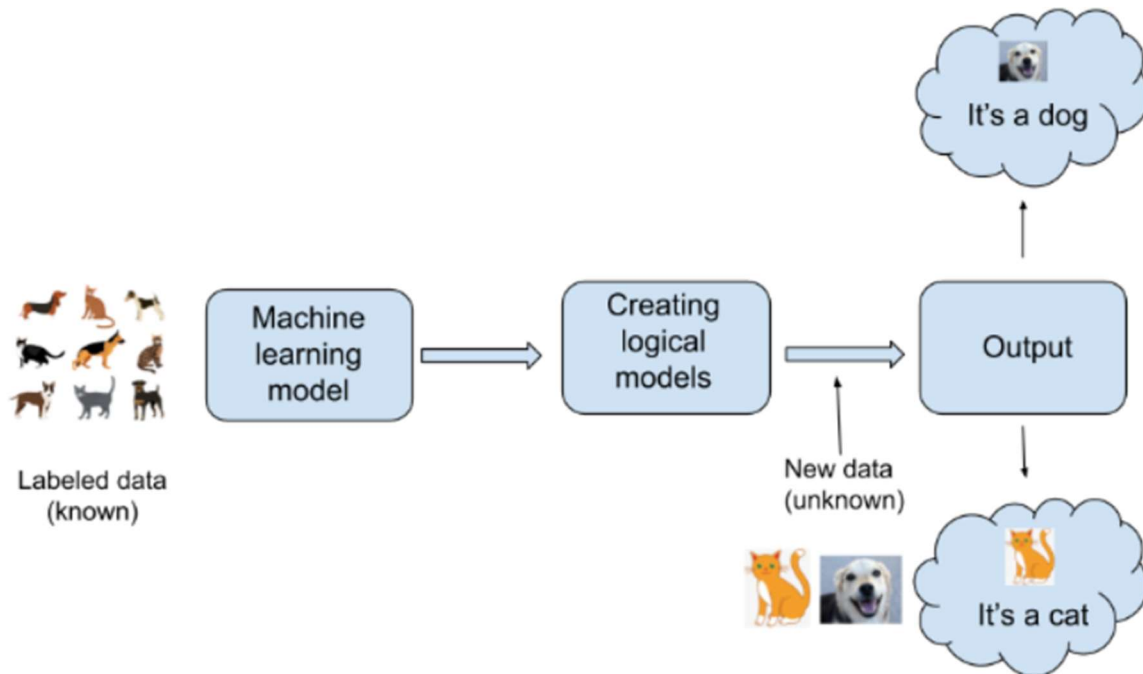 It's a dog
Machine
learning
model
Creating
logical
models
Output
Labeled data
(known)
New data
(unknown)
It's a cat